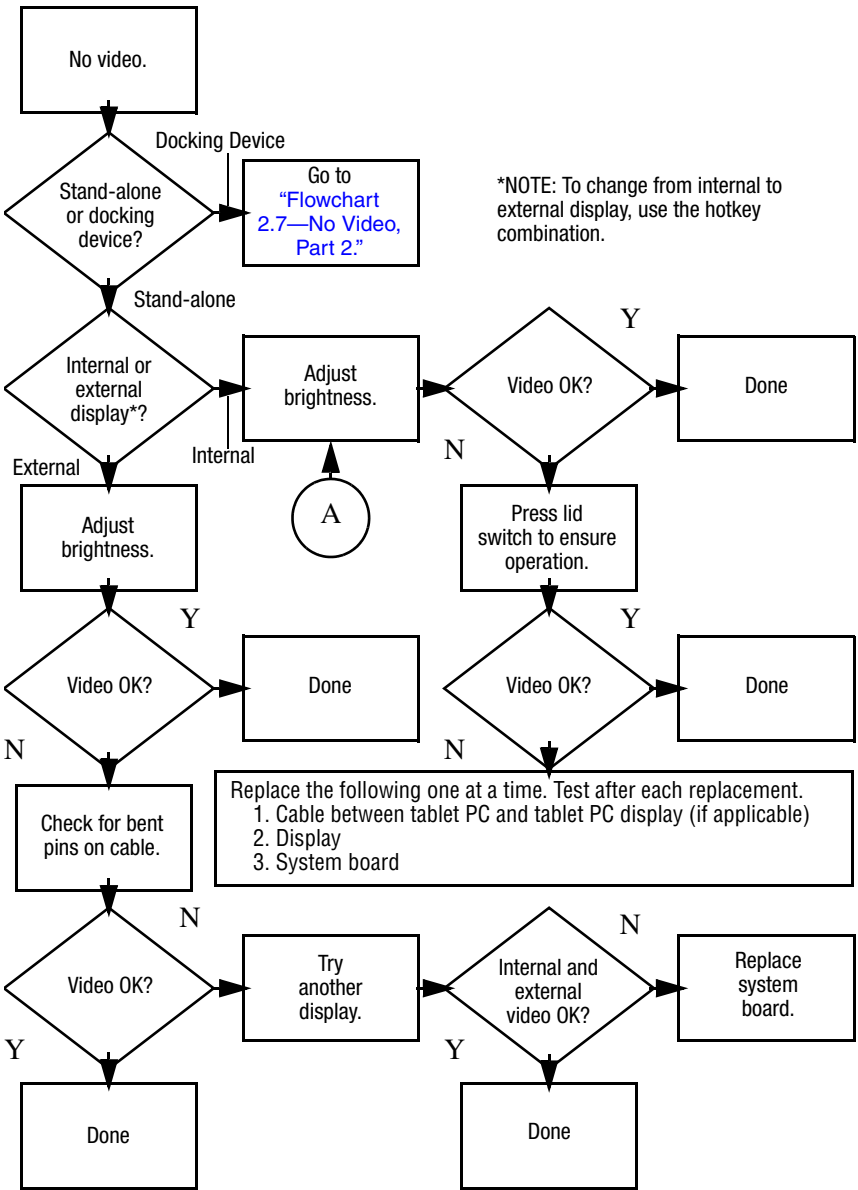 No video.
Docking Device
Stand-alone
or docking
device?
Go to
“Flowchart
2.7—No Video,
Part 2.”
*NOTE: To change from internal to
external display, use the hotkey
combination.
Stand-alone
Internal or
external
display*?
Internal
External
Adjust
brightness.
A
Video OK?
Y
Done
N
Press lid
switch to ensure
operation.
Adjust
brightness.
Video OK?
Y
Done
N
Video OK?
Y
Done
N
Replace the following one at a time. Test after each replacement.
1. Cable between tablet PC and tablet PC display (if applicable)
2. Display
3. System board
Check for bent
pins on cable.
Video OK?
N
Try
another
display.
Internal and
external
video OK?
N
Replace
system
board.
Y
Done
Y
Done